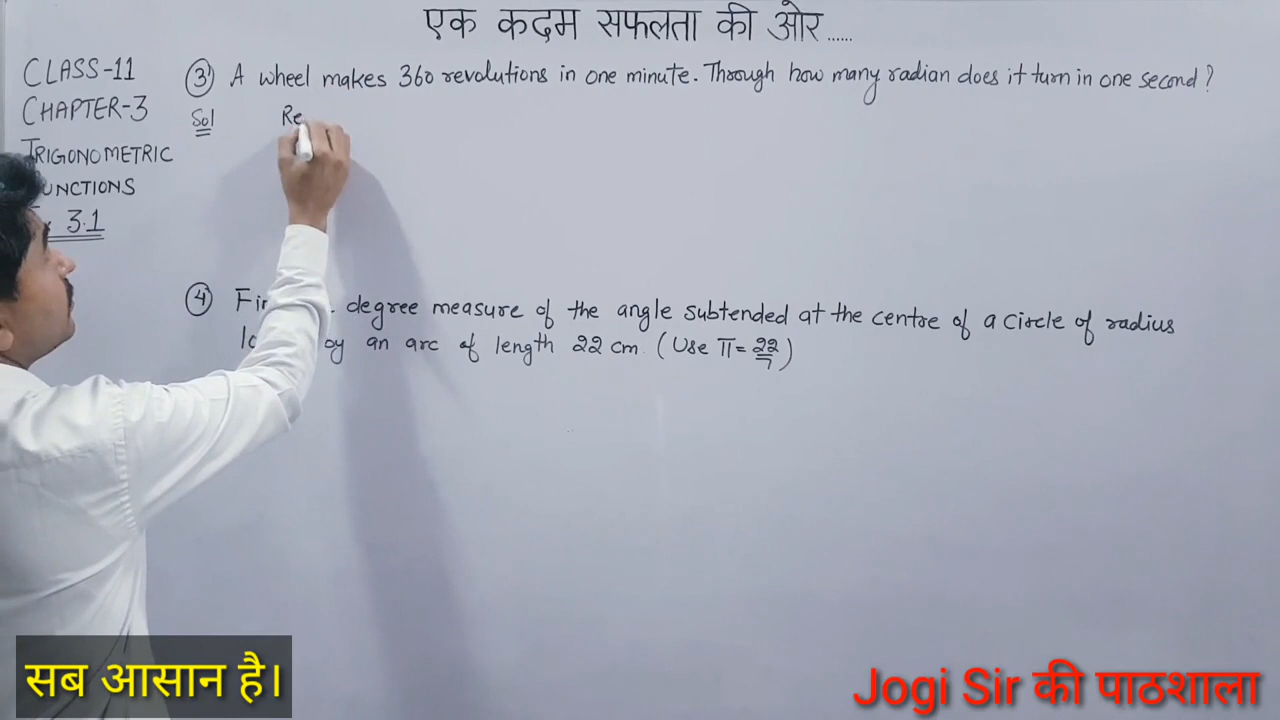 एक कदम सफलता की ओर......
CLASS-11
CHAPTER-3
TRIGONOMETRIC
FUNCTIONS
3.1
③ A wheel makes 360 revolutions in one minute. Through how many radian does it turn in one second?
Sol Re
④ degree measure of the angle subtended at the centre of a circle of radius
by an arc of length 22 cm. (Use π = 22/7)
सब आसान है।
Jogi Sir की पाठशाला